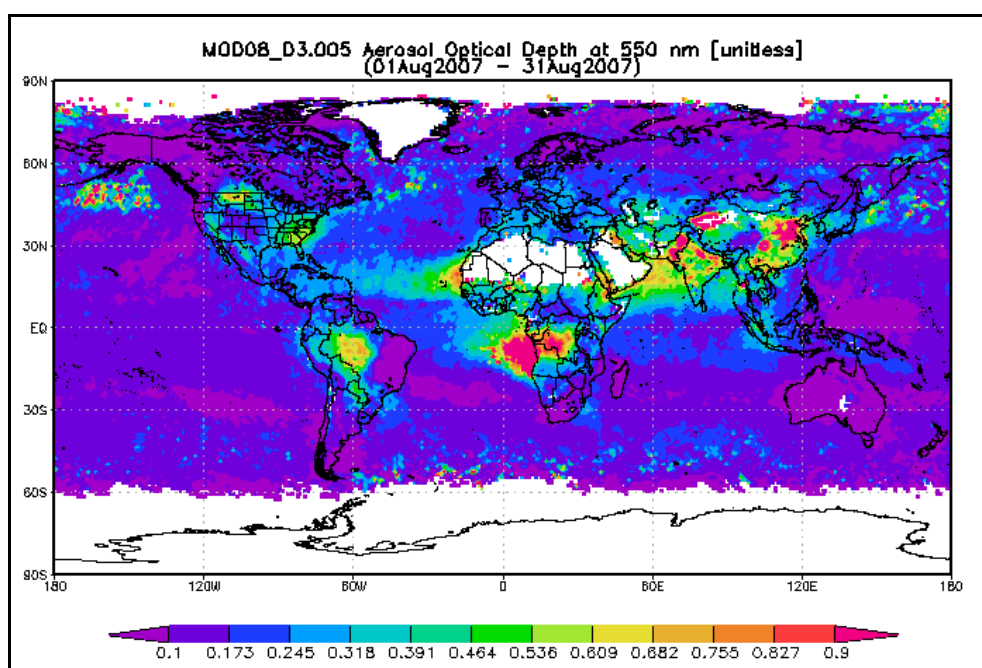 MOD08_D3.005 Aerosol Optical Depth at 550 nm [unitless]
(01Aug2007 - 31Aug2007)
90N
60N
30N
EQ
30S
60S
90S
180 120W 60W 0 60E 120E 180
0.1 0.173 0.245 0.318 0.391 0.464 0.536 0.609 0.682 0.755 0.827 0.9